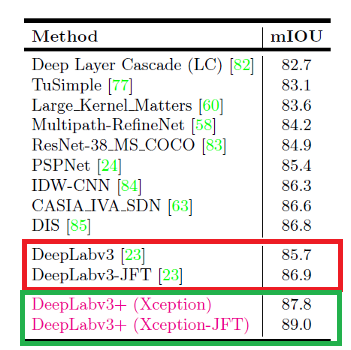 Method mIOU
Deep Layer Cascade (LC) [82] 82.7
TuSimple [77] 83.1
Large_Kernel_Matters [60] 83.6
Multipath-RefineNet [58] 84.2
ResNet-38_MS_COCO [83] 84.9
PSPNet [24] 85.4
IDW-CNN [84] 86.3
CASIA_IVA_SDN [63] 86.6
DIS [85] 86.8
DeepLabv3 [23] 85.7
DeepLabv3-JFT [23] 86.9
DeepLabv3+ (Xception) 87.8
DeepLabv3+ (Xception-JFT) 89.0